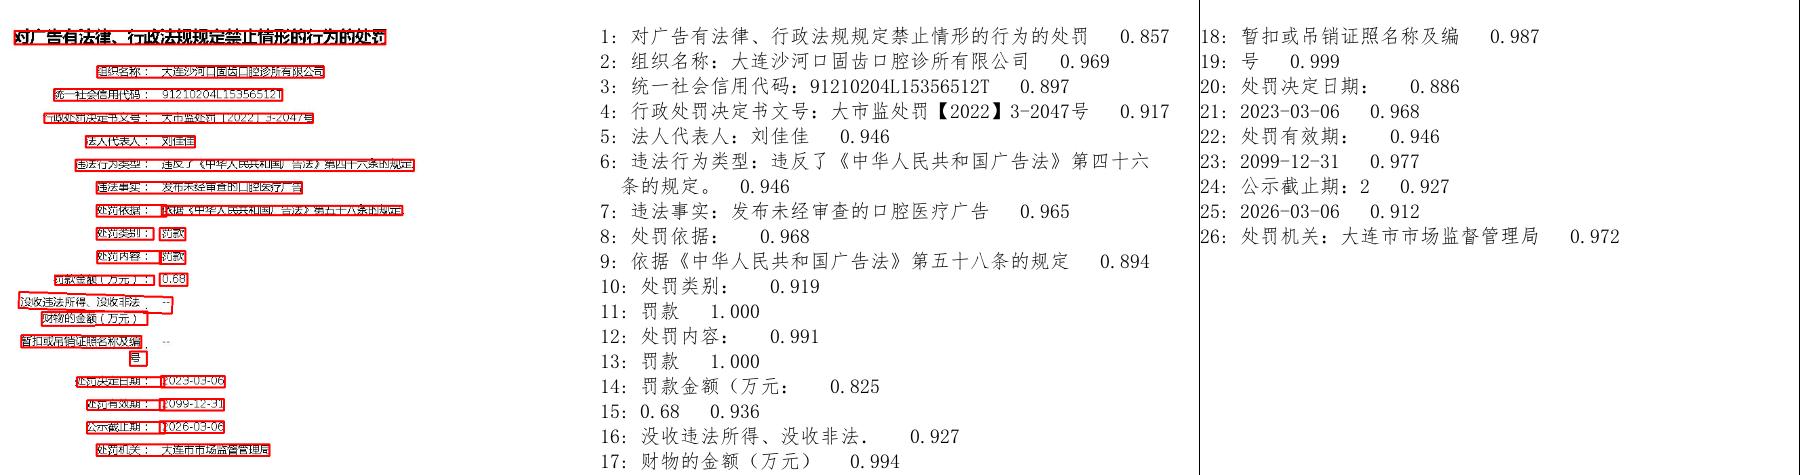 对广告有法律、行政法规规定禁止情形的行为的处罚
组织名称： 大连沙河口固齿口腔诊所有限公司
统一社会信用代码： 91210204L15356512T
行政处罚决定书文号： 大市监处罚【2022】3-2047号
法人代表人： 刘佳佳
违法行为类型： 违反了《中华人民共和国广告法》第四十六条的规定。
违法事实： 发布未经审查的口腔医疗广告
处罚依据： 依据《中华人民共和国广告法》第五十八条的规定
处罚类别： 罚款
处罚内容： 罚款
罚款金额（万元）： 0.68
没收违法所得、没收非法 --
财物的金额（万元）：
暂扣或吊销证照名称及编 --
号：
处罚决定日期： 2023-03-06
处罚有效期： 2099-12-31
公示截止期： 2026-03-06
处罚机关： 大连市市场监督管理局
1: 对广告有法律、行政法规规定禁止情形的行为的处罚 0.857
2: 组织名称：大连沙河口固齿口腔诊所有限公司 0.969
3: 统一社会信用代码：91210204L15356512T 0.897
4: 行政处罚决定书文号：大市监处罚【2022】3-2047号 0.917
5: 法人代表人：刘佳佳 0.946
6: 违法行为类型：违反了《中华人民共和国广告法》第四十六
条的规定。 0.946
7: 违法事实：发布未经审查的口腔医疗广告 0.965
8: 处罚依据： 0.968
9: 依据《中华人民共和国广告法》第五十八条的规定 0.894
10: 处罚类别： 0.919
11: 罚款 1.000
12: 处罚内容： 0.991
13: 罚款 1.000
14: 罚款金额（万元： 0.825
15: 0.68 0.936
16: 没收违法所得、没收非法. 0.927
17: 财物的金额（万元） 0.994
18: 暂扣或吊销证照名称及编 0.987
19: 号 0.999
20: 处罚决定日期： 0.886
21: 2023-03-06 0.968
22: 处罚有效期： 0.946
23: 2099-12-31 0.977
24: 公示截止期：2 0.927
25: 2026-03-06 0.912
26: 处罚机关：大连市市场监督管理局 0.972